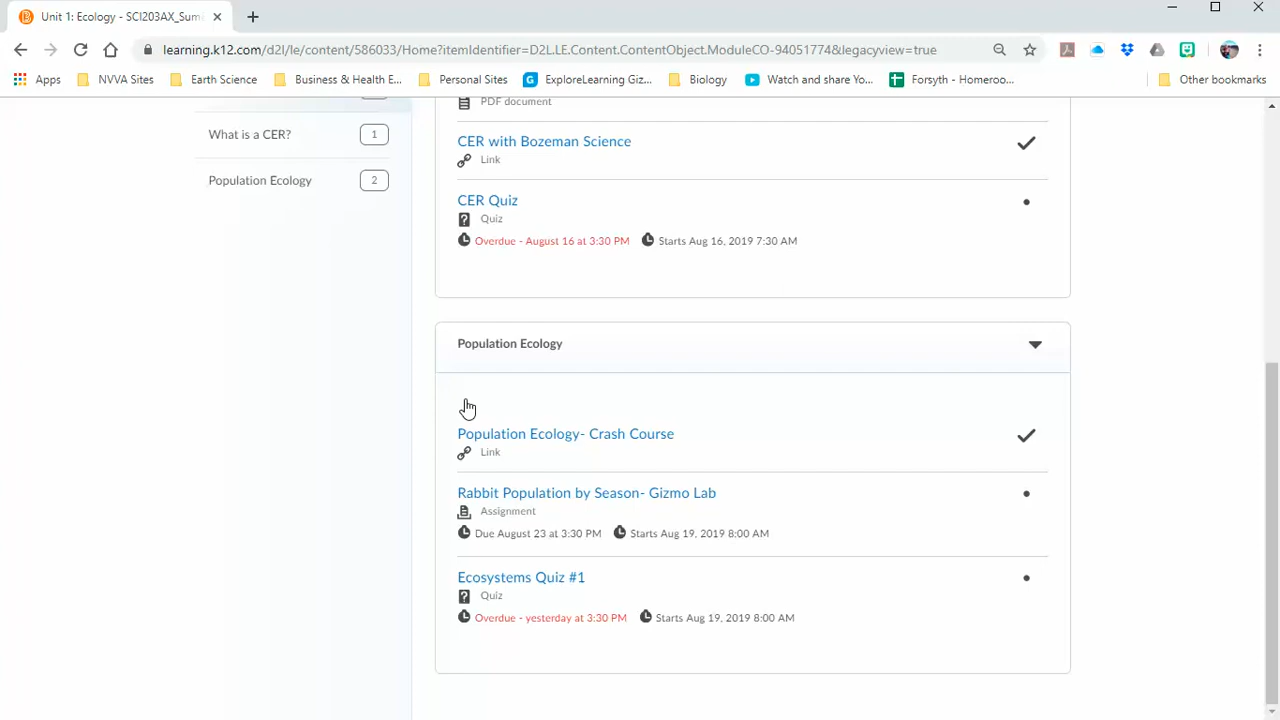 Unit 1: Ecology - SCI203AX_Sum
learning.k12.com/d2l/le/content/586033/Home?itemIdentifier=D2L.LE.Content.ContentObject.ModuleCO-94051774&legacyview=true
Apps NVVA Sites Earth Science Business & Health E... Personal Sites ExploreLearning Giz... Biology Watch and share Yo... Forsyth - Homeroo... Other bookmarks
PDF document
What is a CER? 1
CER with Bozeman Science
Link
Population Ecology 2
CER Quiz
Quiz
Overdue - August 16 at 3:30 PM Starts Aug 16, 2019 7:30 AM
Population Ecology
Population Ecology- Crash Course
Link
Rabbit Population by Season- Gizmo Lab
Assignment
Due August 23 at 3:30 PM Starts Aug 19, 2019 8:00 AM
Ecosystems Quiz #1
Quiz
Overdue - yesterday at 3:30 PM Starts Aug 19, 2019 8:00 AM